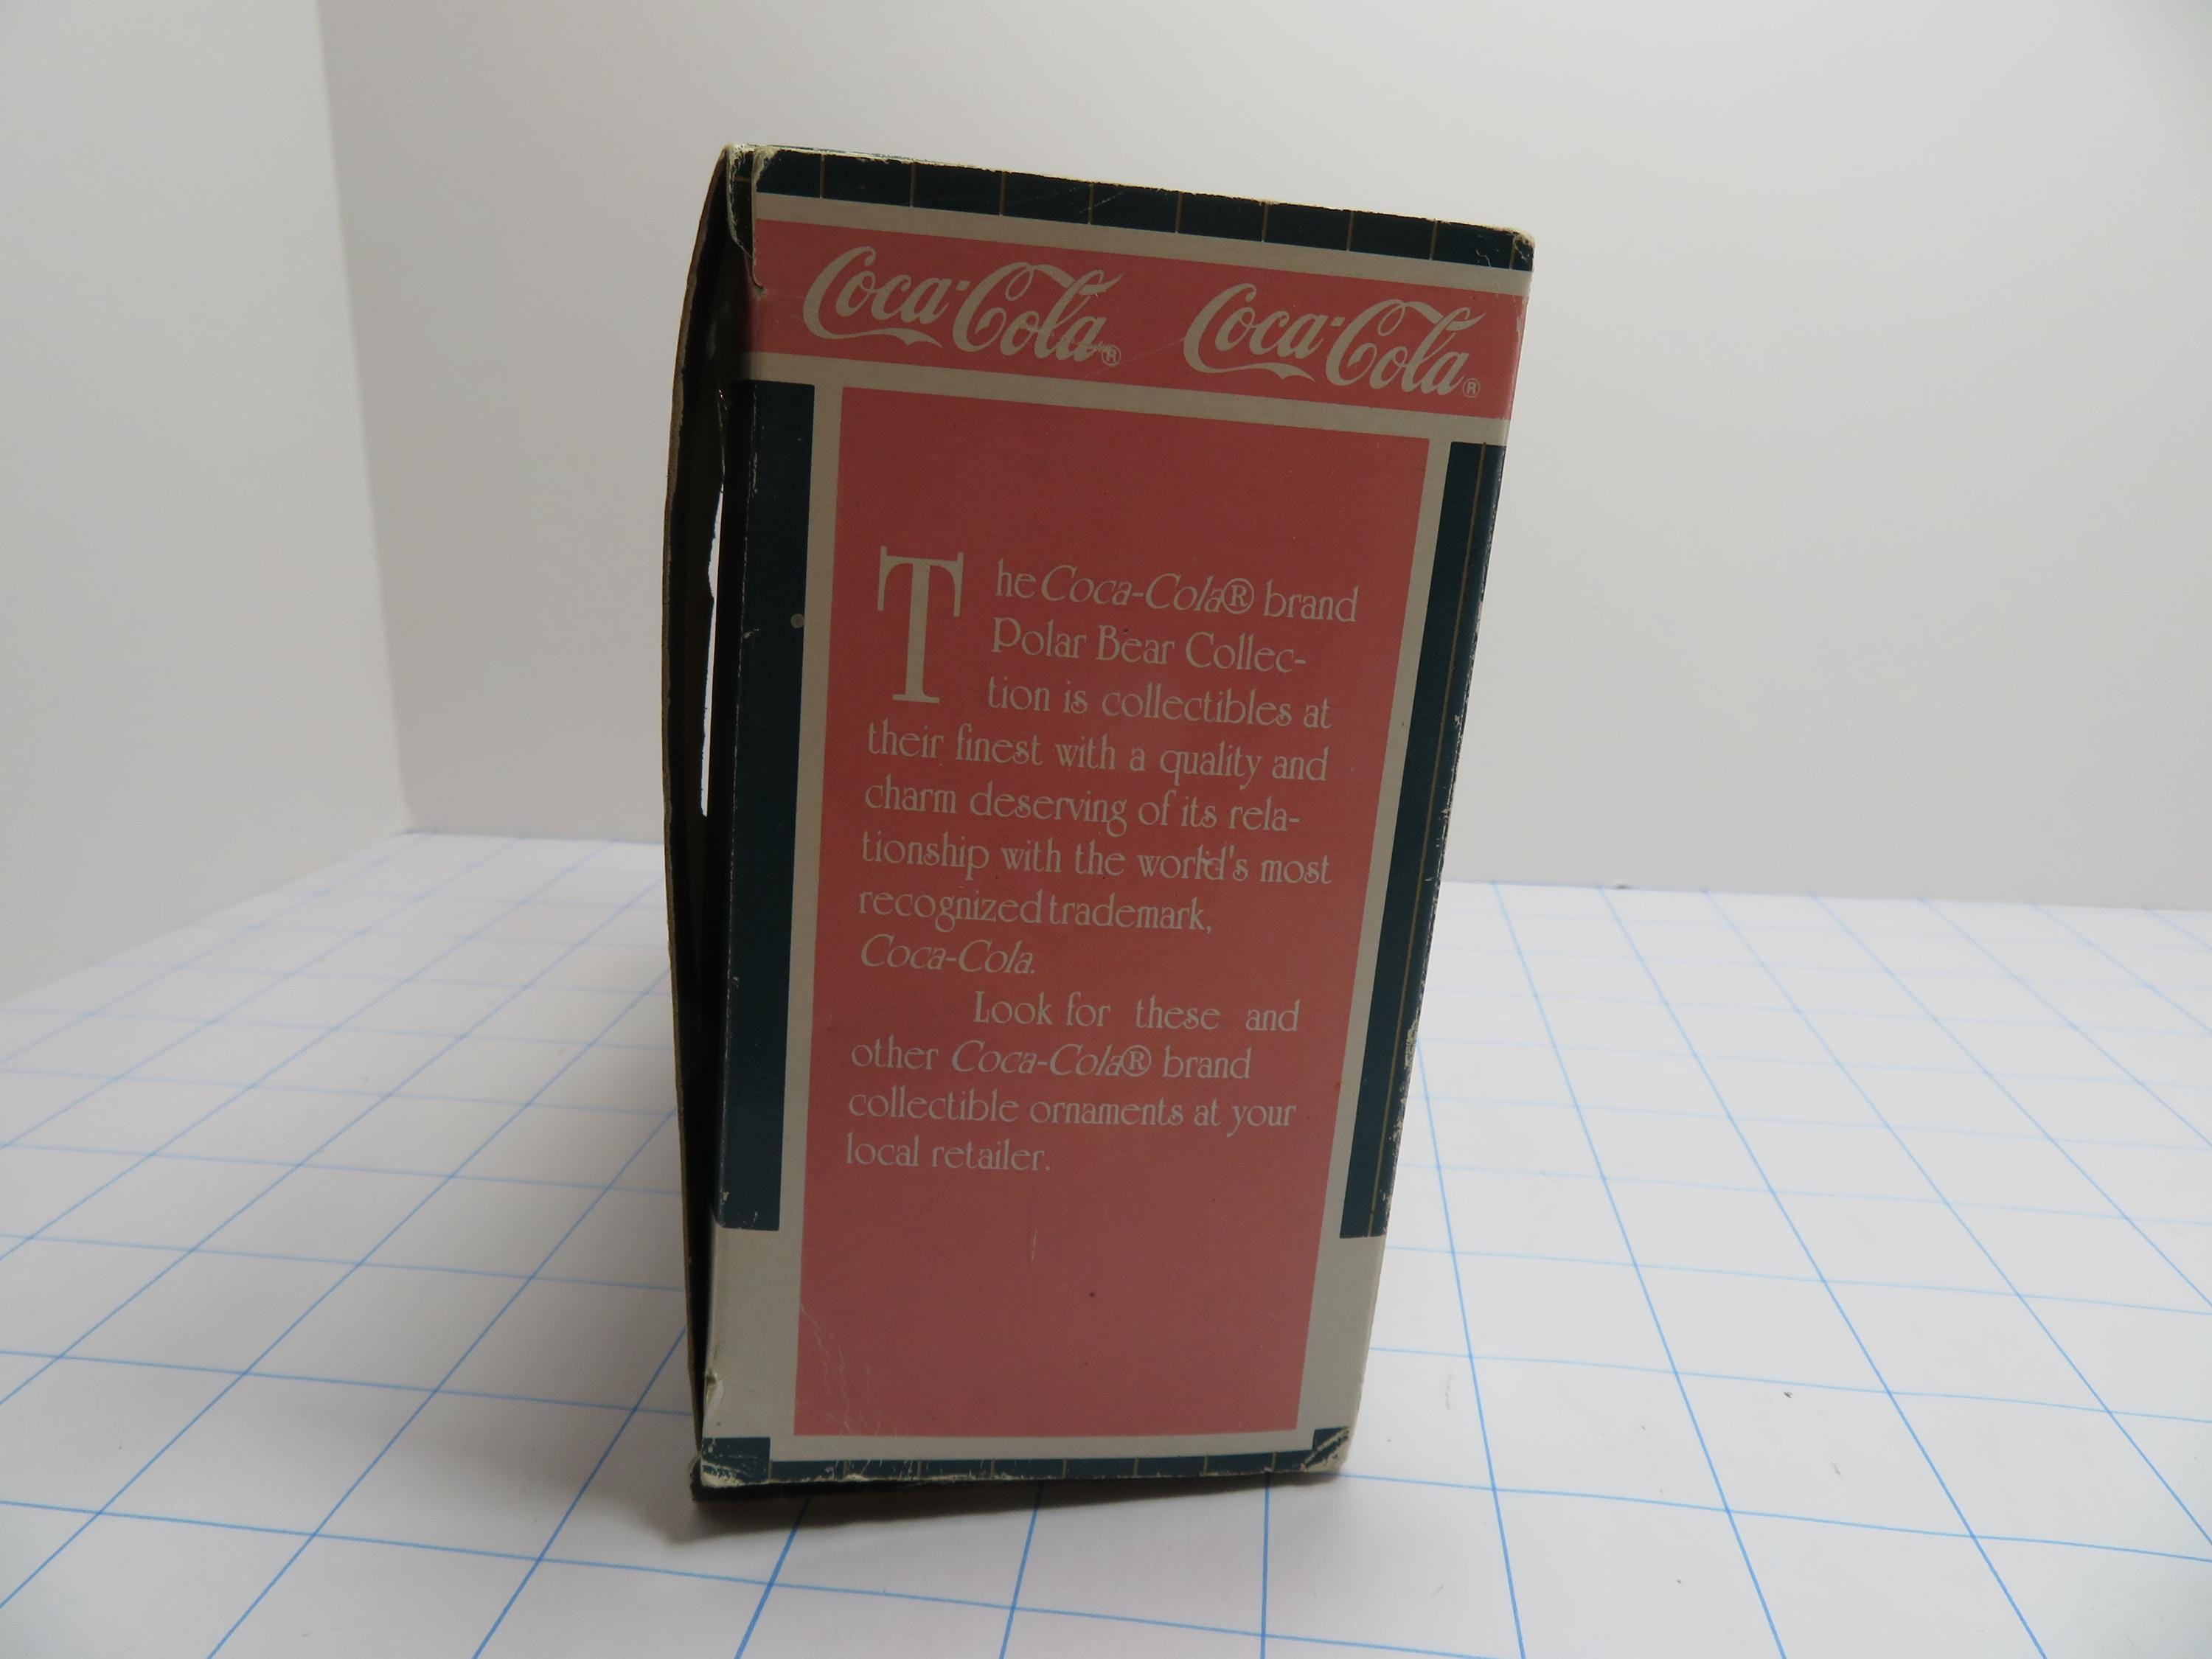 Coca-Cola® Coca-Cola®
The Coca-Cola® brand
Polar Bear Collec-
tion is collectibles at
their finest with a quality and
charm deserving of its rela-
tionship with the world's most
recognized trademark,
Coca-Cola.
Look for these and
other Coca-Cola® brand
collectible ornaments at your
local retailer.